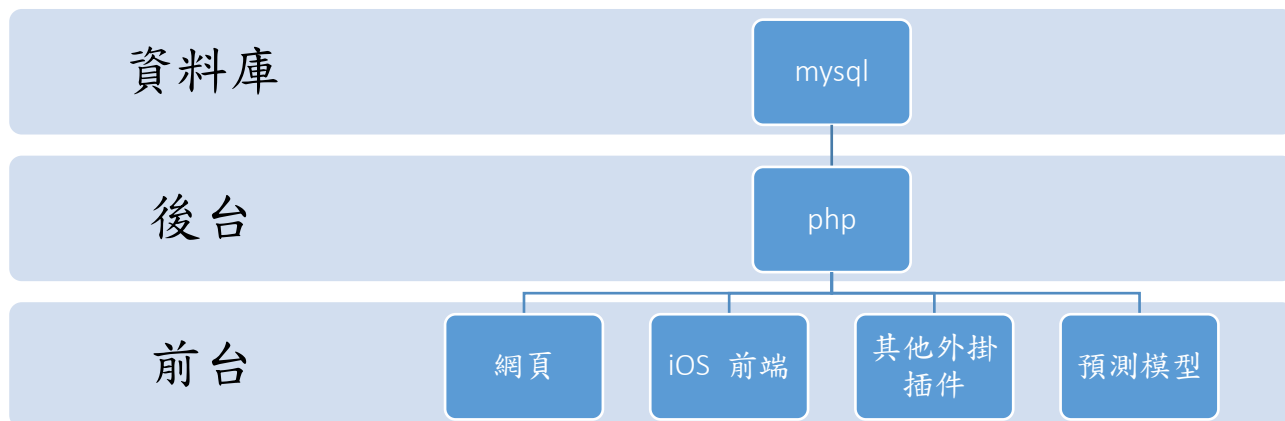 資料庫
mysql
後台
php
前台
網頁
iOS 前端
其他外掛
插件
預測模型